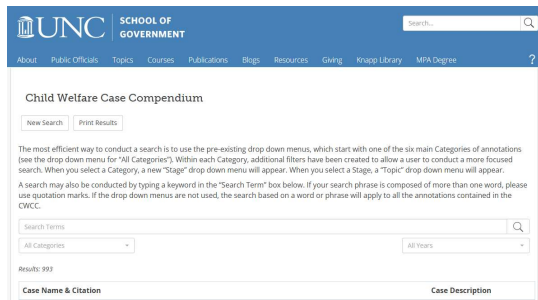 UNC SCHOOL OF
GOVERNMENT
Search...
About Public Officials Topics Courses Publications Blogs Resources Giving Knapp Library MPA Degree ?
Child Welfare Case Compendium
New Search Print Results
The most efficient way to conduct a search is to use the pre-existing drop down menus, which start with one of the six main Categories of annotations
(see the drop down menu for "All Categories"). Within each Category, additional filters have been created to allow a user to conduct a more focused
search. When you select a Category, a new "Stage" drop down menu will appear. When you select a Stage, a "Topic" drop down menu will appear.
A search may also be conducted by typing a keyword in the "Search Term" box below. If your search phrase is composed of more than one word, please
use quotation marks. If the drop down menus are not used, the search based on a word or phrase will apply to all the annotations contained in the
CWCC.
Search Terms
All Categories All Years
Results: 993
Case Name & Citation Case Description